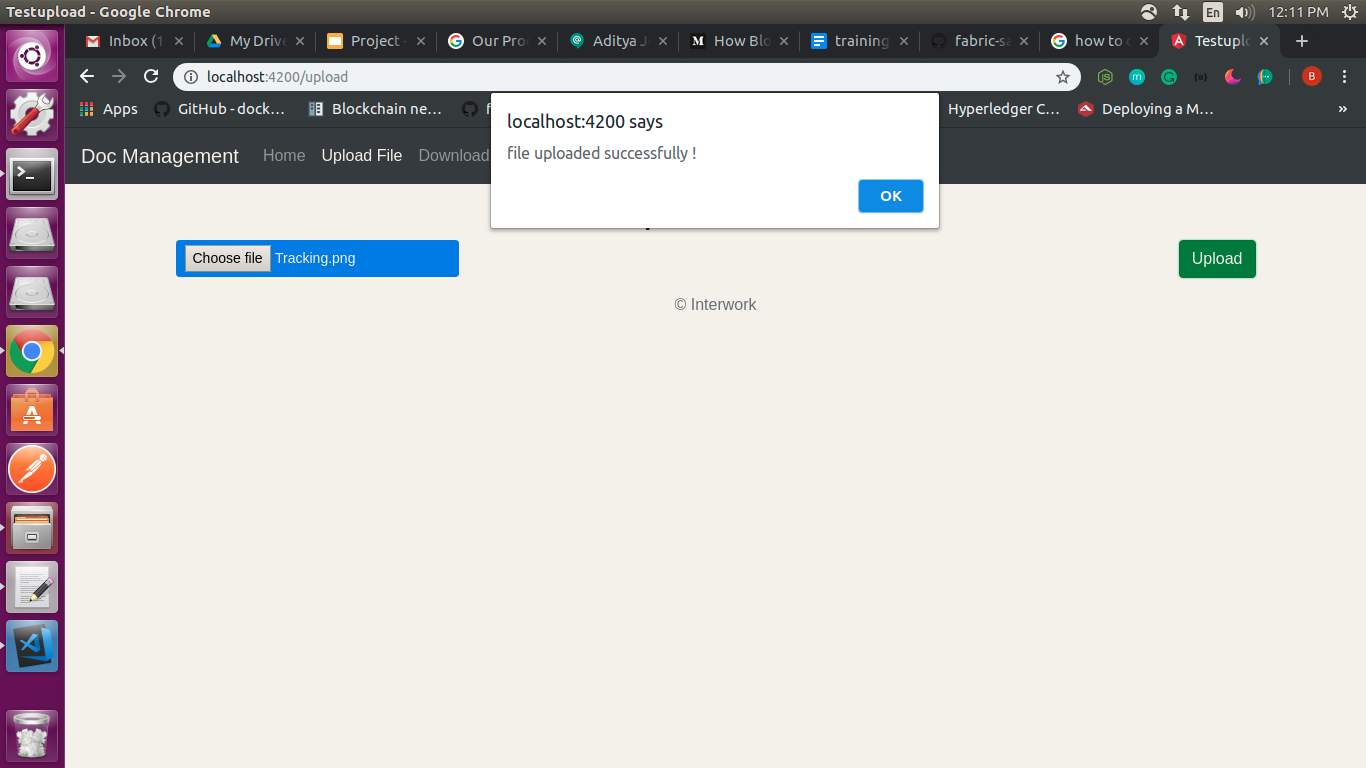 Testupload - Google Chrome
En
12:11 PM
Inbox (1
My Drive
Project -
Our Pro
Aditya J
How Blo
training
fabric-sa
how to c
Testuplo
localhost:4200/upload
B
Apps
GitHub - dock…
Blockchain ne…
f
Hyperledger C…
Deploying a M…
»
localhost:4200 says
file uploaded successfully !
OK
Doc Management
Home
Upload File
Download
Choose file
Tracking.png
Upload
© Interwork